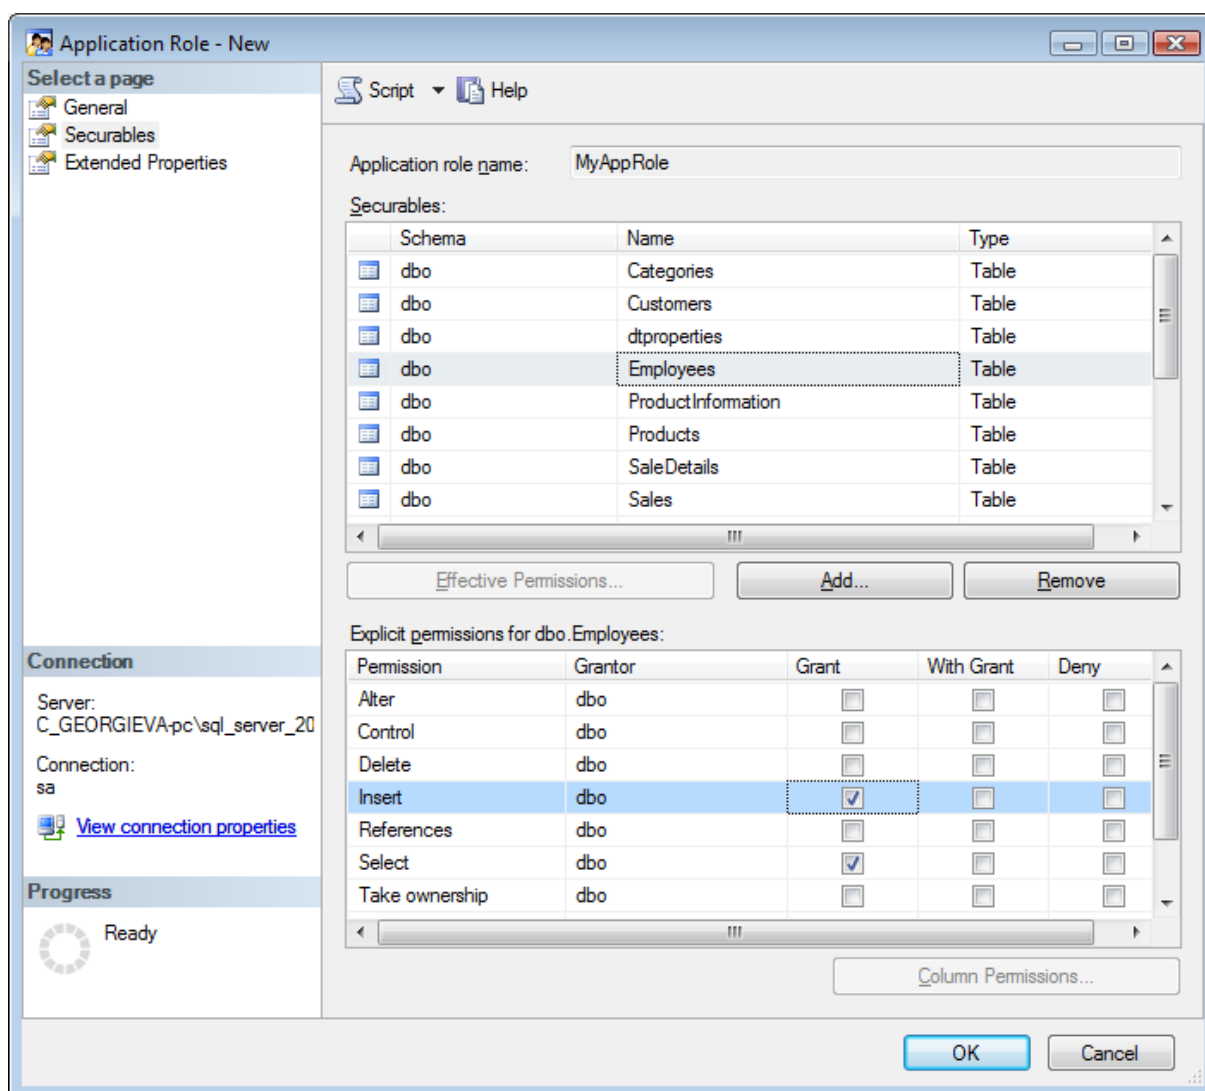 Application Role - New
Select a page
General
Securables
Extended Properties
Script Help
Application role name: MyAppRole
Securables:
Schema Name Type
dbo Categories Table
dbo Customers Table
dbo dtproperties Table
dbo Employees Table
dbo ProductInformation Table
dbo Products Table
dbo SaleDetails Table
dbo Sales Table
Effective Permissions... Add... Remove
Explicit permissions for dbo.Employees:
Permission Grantor Grant With Grant Deny
Alter dbo
Control dbo
Delete dbo
Insert dbo
References dbo
Select dbo
Take ownership dbo
Column Permissions...
Connection
Server:
C_GEORGIEVA-pc\sql_server_20
Connection:
sa
View connection properties
Progress
Ready
OK Cancel